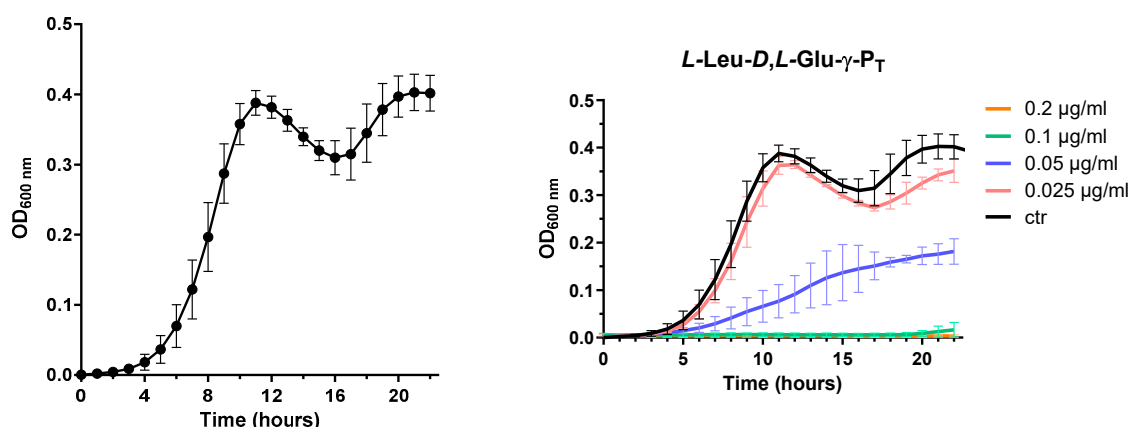 0.5
0.4
0.3
0.2
0.1
0.0
OD600 nm
0 4 8 12 16 20
Time (hours)
L-Leu-D,L-Glu-γ-PT
0.5
0.4
0.3
0.2
0.1
0.0
OD600 nm
0 5 10 15 20
Time (hours)
0.2 µg/ml
0.1 µg/ml
0.05 µg/ml
0.025 µg/ml
ctr